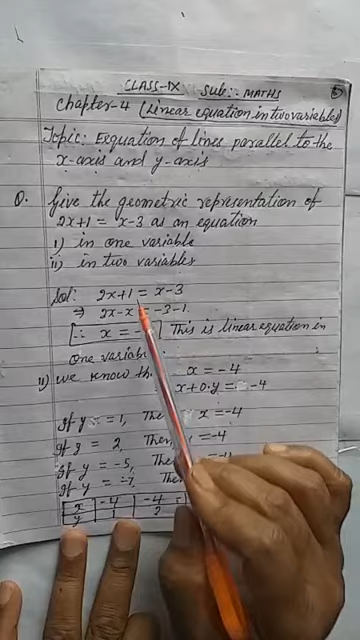 CLASS-IX Sub:- MATHS
Chapter-4 (Linear equation in two variables)
Topic: Equation of lines parallel to the
x-axis and y-axis
Q. Give the geometric representation of
2x+1 = x-3 as an equation
i) in one variable
ii) in two variables
Sol: 2x+1 = x-3
⇒ 2x-x = -3-1
∴ x = - This is linear equation in
one variab
ii) we know th x = -4
x+0.y = -4
If y = 1, The x = -4
If y = 2, Then = -4
If y = -5, The
If y = -7, The
x -4 -4
y 1 2